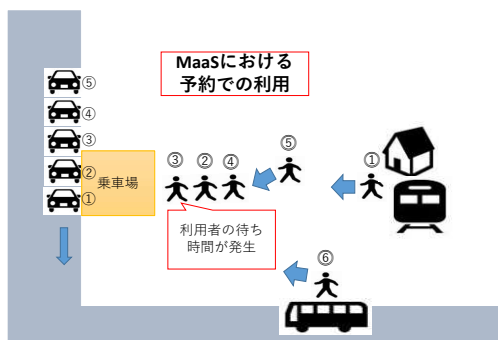 MaaSにおける
予約での利用
⑤
④
③
②
①
乗車場
③ ② ④
⑤
①
利用者の待ち
時間が発生
⑥